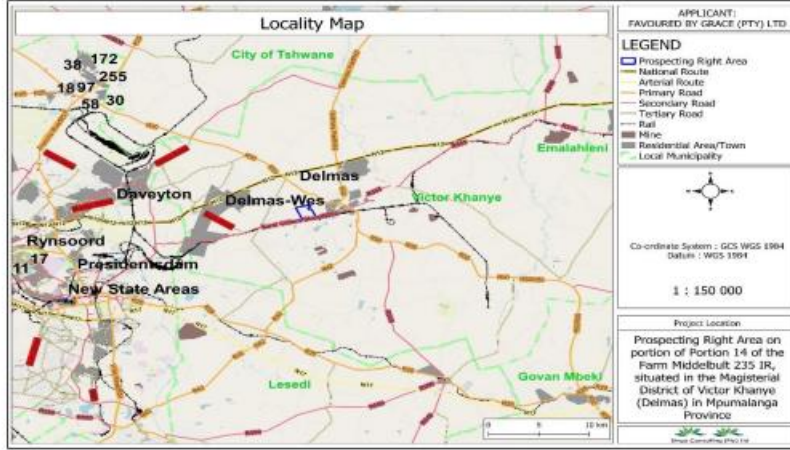 Locality Map
City of Tshwane
38
172
255
18
97
58
30
Emalahleni
Delmas
Daveyton
Delmas-Wes
Victor Khanye
Rynsoord
17
11
Presidentsdam
New State Areas
Lesedi
Govan Mbeki
0 5 10 km
APPLICANT:
FAVOURED BY GRACE (PTY) LTD
LEGEND
Prospecting Right Area
National Route
Arterial Route
Primary Road
Secondary Road
Tertiary Road
Rail
Mine
Residential Area/Town
Local Municipality
Co-ordinate System : GCS WGS 1984
Datum : WGS 1984
1 : 150 000
Project Location
Prospecting Right Area on
portion of Portion 14 of the
Farm Middelbult 235 IR,
situated in the Magisterial
District of Victor Khanye
(Delmas) in Mpumalanga
Province